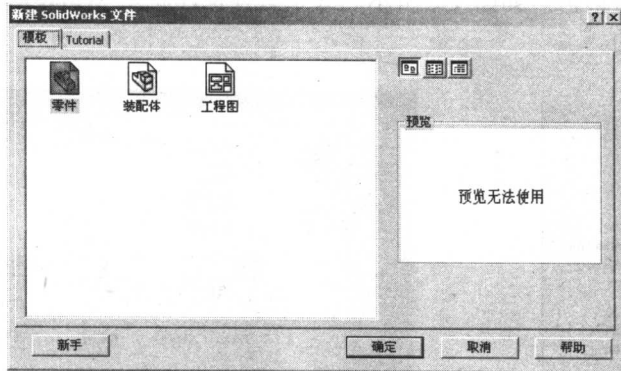 新建 SolidWorks 文件
模板 Tutorial
零件 装配体 工程图
预览
预览无法使用
新手 确定 取消 帮助